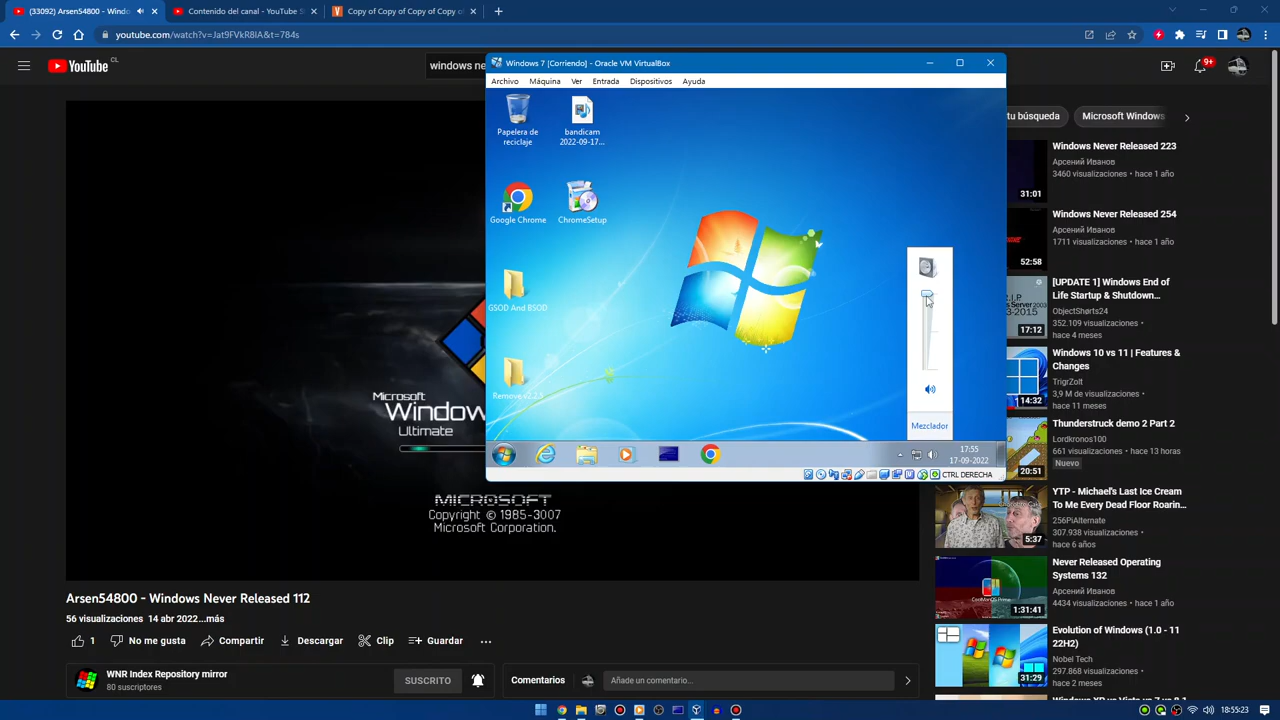 (33092) Arsen54800 - Windo
Contenido del canal - YouTube S
Copy of Copy of Copy of Copy of
youtube.com/watch?v=Jat9FVkR8IA&t=784s
YouTube CL
windows ne
9+
tu búsqueda
Microsoft Windows
Windows 7 [Corriendo] - Oracle VM VirtualBox
Archivo Máquina Ver Entrada Dispositivos Ayuda
Papelera de
reciclaje
bandicam
2022-09-17...
Google Chrome
ChromeSetup
GSOD And BSOD
Remove v2.2.5
Mezclador
17:55
17-09-2022
CTRL DERECHA
Microsoft
Window
Ultimate
MICROSOFT
Copyright © 1985-3007
Microsoft Corporation.
Arsen54800 - Windows Never Released 112
56 visualizaciones 14 abr 2022...más
1 No me gusta Compartir Descargar Clip Guardar
WNR Index Repository mirror
80 suscriptores
SUSCRITO
Comentarios
Añade un comentario...
Windows Never Released 223
Арсений Иванов
3460 visualizaciones
hace 1 año
31:01
Windows Never Released 254
Арсений Иванов
1711 visualizaciones
hace 1 año
52:58
[UPDATE 1] Windows End of
Life Startup & Shutdown...
ObjectShørts24
352.109 visualizaciones
hace 4 meses
17:12
Windows 10 vs 11 | Features &
Changes
TrigrZolt
3,9 M de visualizaciones
hace 11 meses
14:32
Thunderstruck demo 2 Part 2
Lordkronos100
661 visualizaciones hace 13 horas
Nuevo
20:51
YTP - Michael's Last Ice Cream
To Me Every Dead Floor Roarin...
256PiAlternate
307.938 visualizaciones
hace 6 años
5:37
Never Released Operating
Systems 132
Арсений Иванов
4434 visualizaciones hace 1 año
1:31:41
Evolution of Windows (1.0 - 11
22H2)
Nobel Tech
297.868 visualizaciones
hace 2 meses
31:29
18:55:23